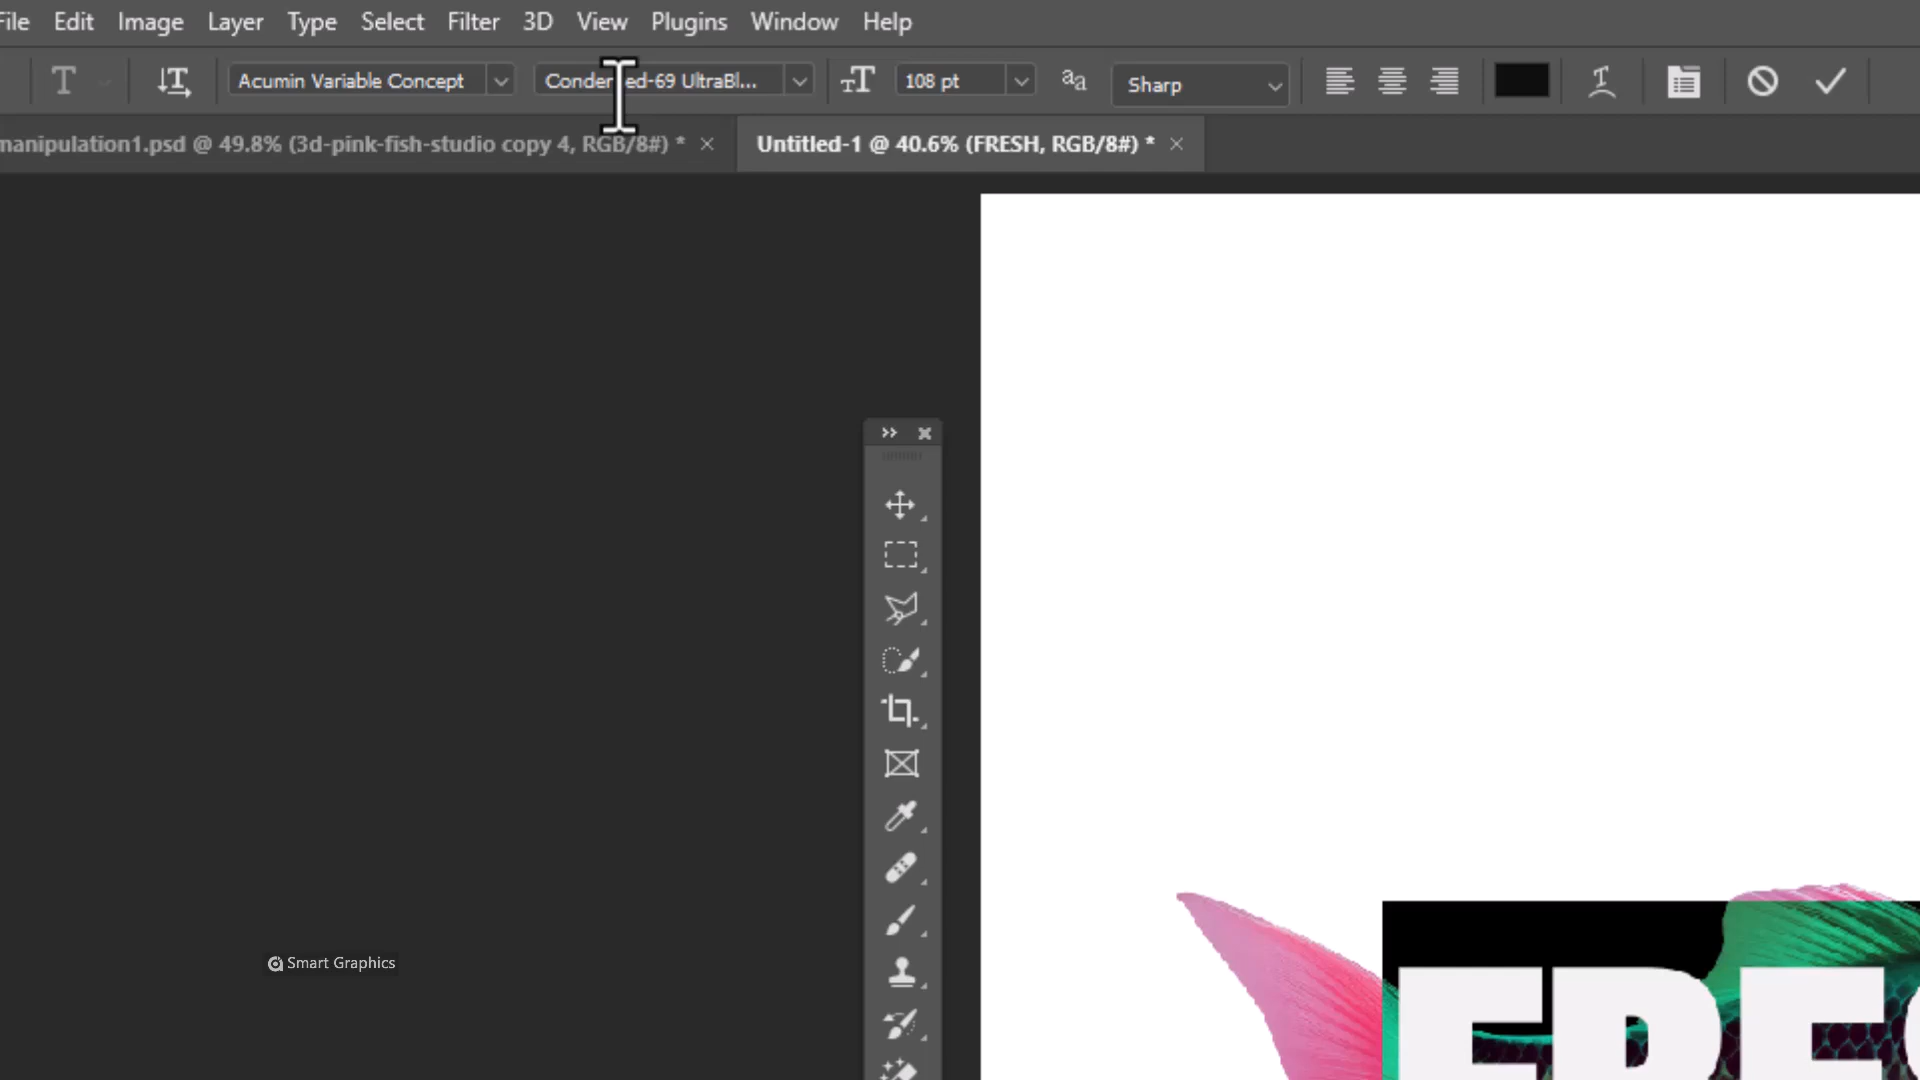 File Edit Image Layer Type Select Filter 3D View Plugins Window Help
T T Acumin Variable Concept Condensed-69 UltraBl... TT 108 pt aa Sharp T
manipulation1.psd @ 49.8% (3d-pink-fish-studio copy 4, RGB/8#) * Untitled-1 @ 40.6% (FRESH, RGB/8#) *
Smart Graphics